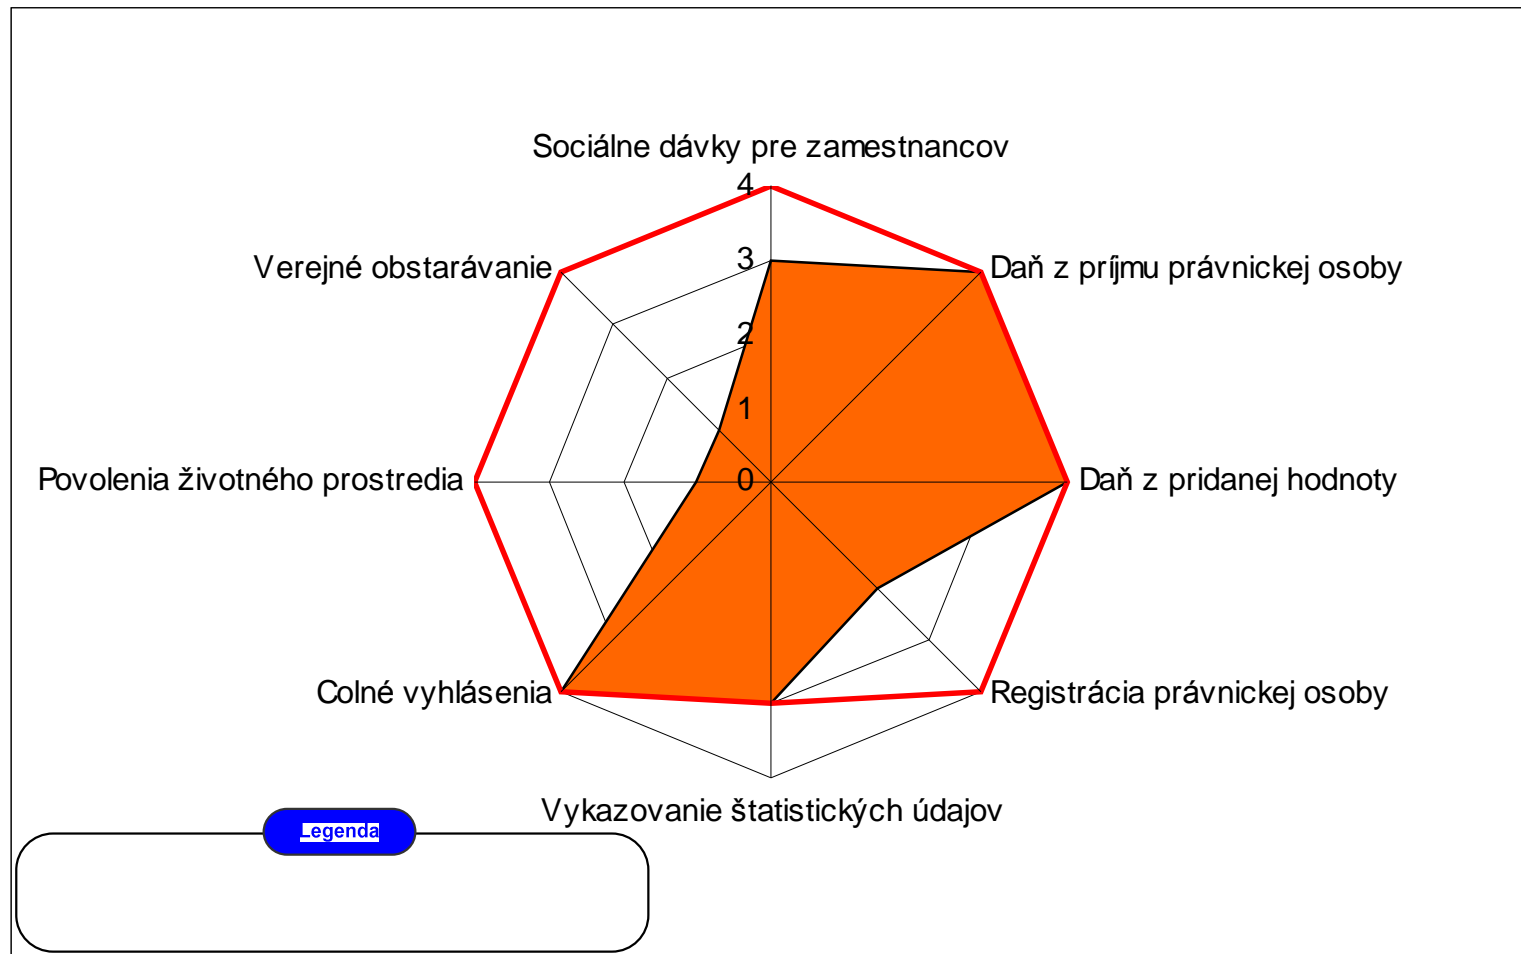 Sociálne dávky pre zamestnancov
4
Verejné obstarávanie
3
Daň z príjmu právnickej osoby
2
1
Povolenia životného prostredia
0
Daň z pridanej hodnoty
Colné vyhlásenia
Registrácia právnickej osoby
Vykazovanie štatistických údajov
Legenda